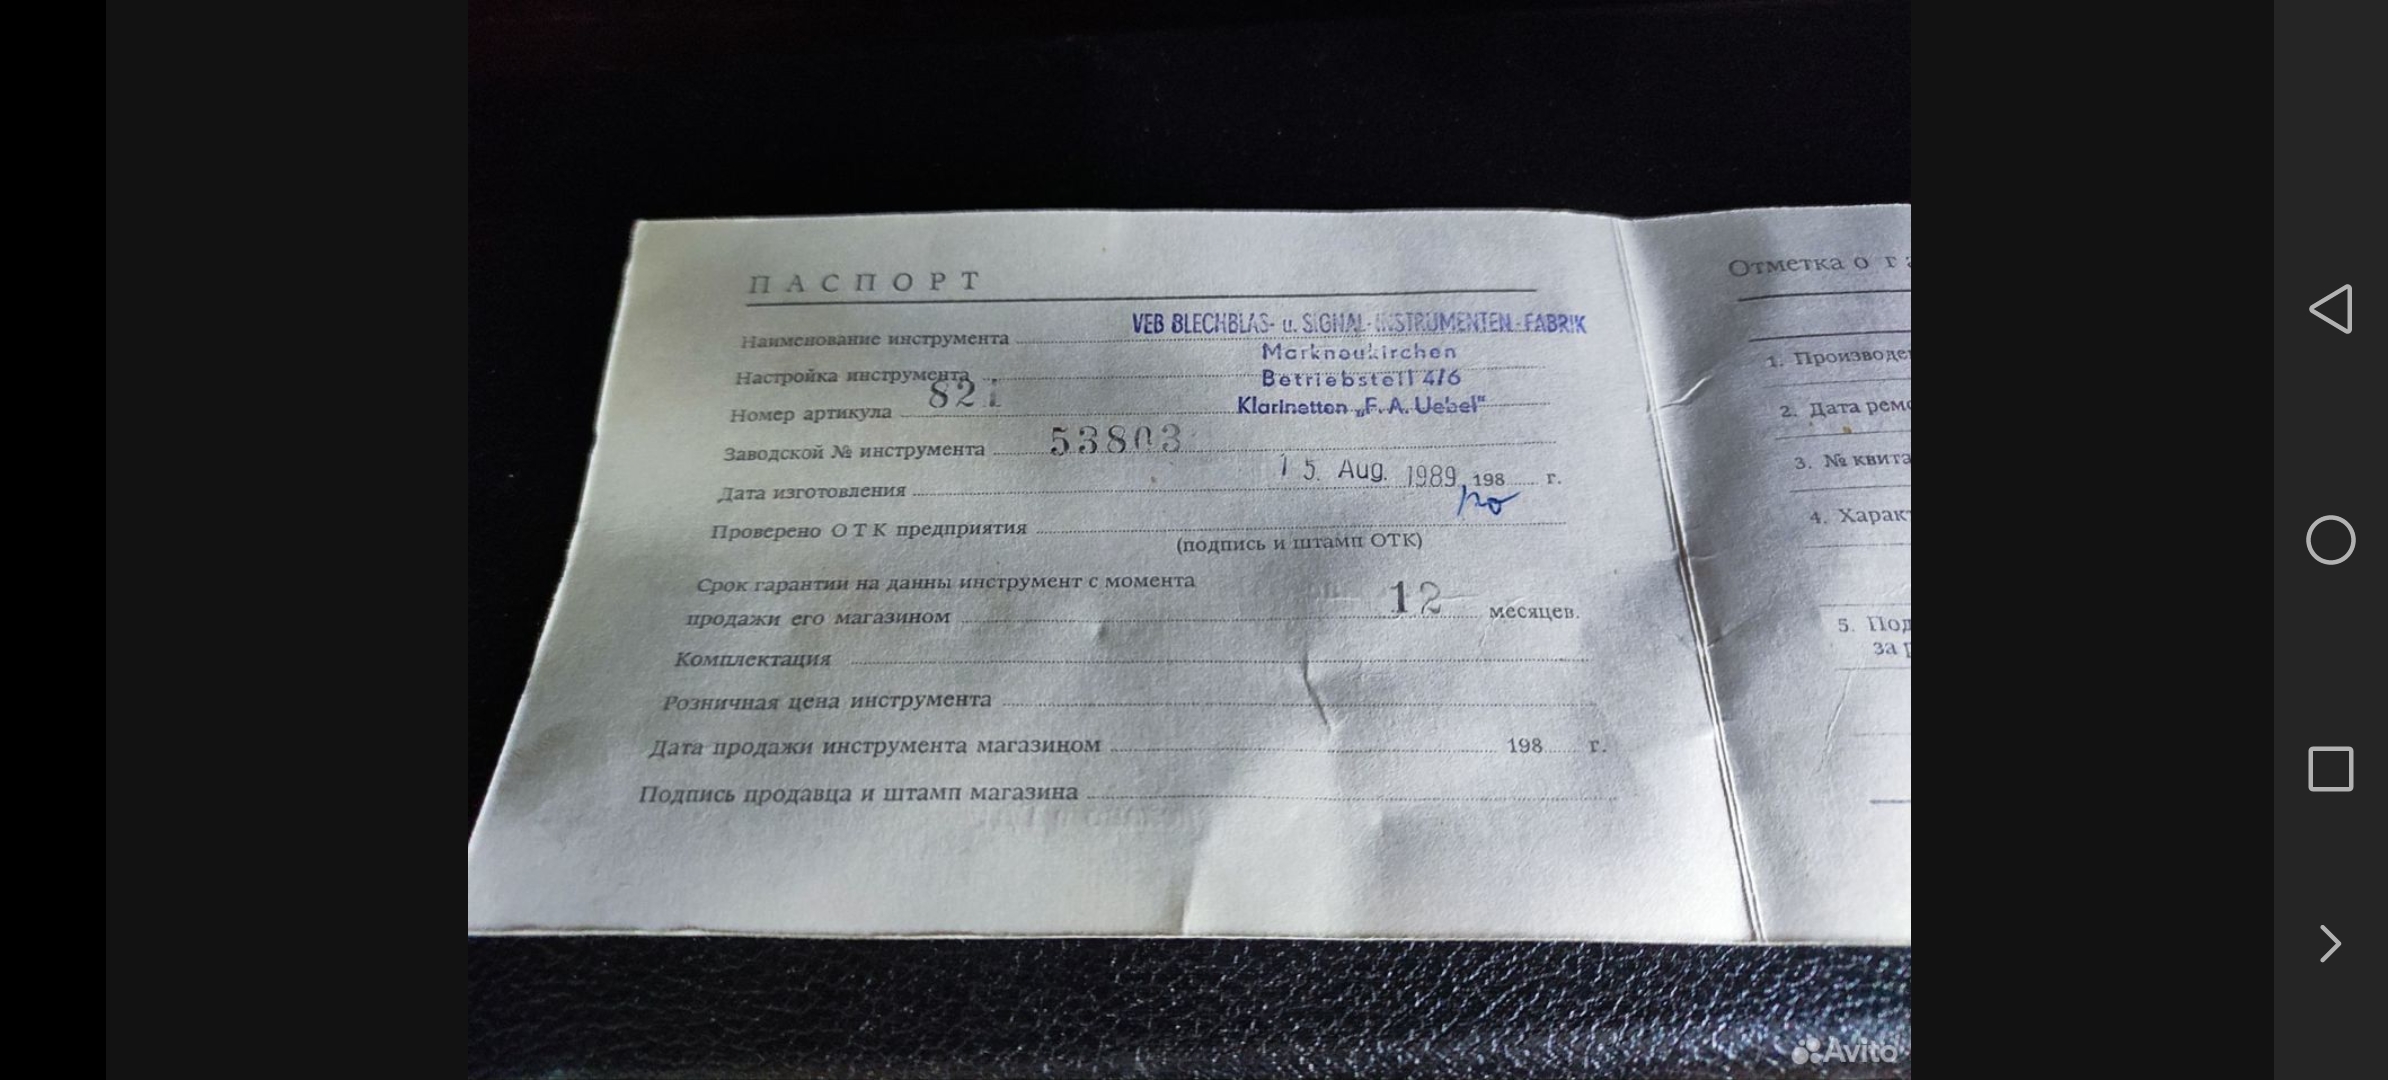 ПАСПОРТ
Наименование инструмента
VEB BLECHBLAS- u. SIGNAL-INSTRUMENTEN-FABRIK
Markneukirchen
Настройка инструмента
Betriebsteil 4/6
Номер артикула 821
Klarinetten „F. A. Uebel“
Заводской № инструмента 53803
Дата изготовления 15. Aug. 1989 198 г.
Проверено ОТК предприятия
(подпись и штамп ОТК)
Срок гарантии на данны инструмент с момента
продажи его магазином 12 месяцев.
Комплектация
Розничная цена инструмента
Дата продажи инструмента магазином 198 г.
Подпись продавца и штамп магазина
Отметка о г
1. Производе
2. Дата ремо
3. № квита
4. Характ
5. Под
за
Avito